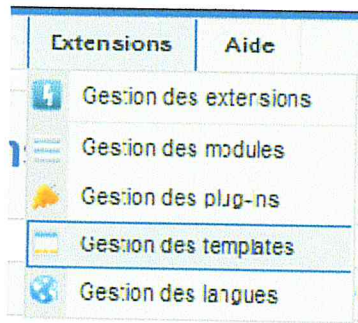 Extensions Aide
Gestion des extensions
Gestion des modules
Gestion des plug-ins
Gestion des templates
Gestion des langues